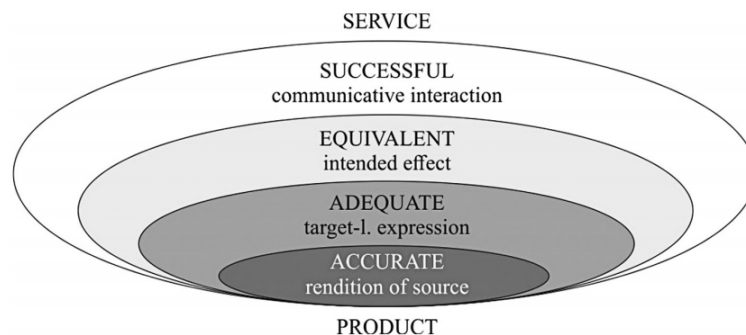 SERVICE
SUCCESSFUL
communicative interaction
EQUIVALENT
intended effect
ADEQUATE
target-l. expression
ACCURATE
rendition of source
PRODUCT